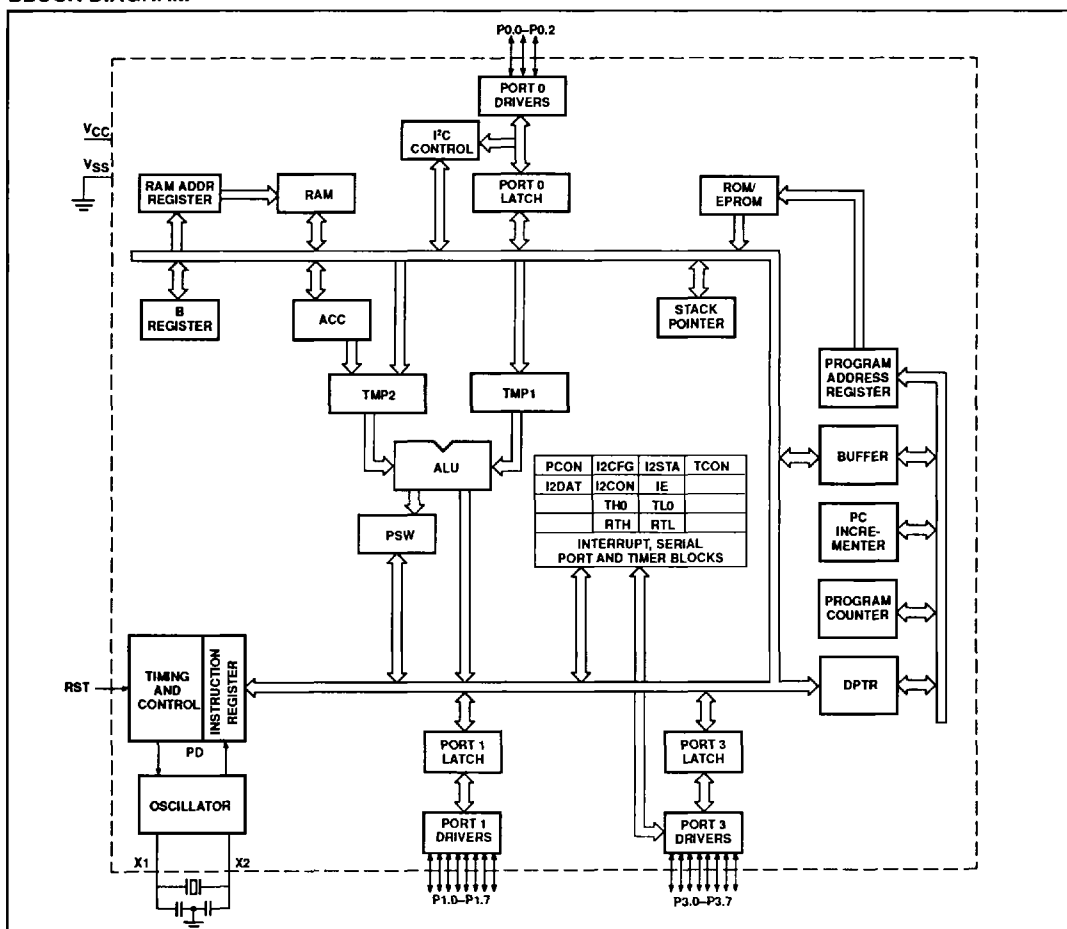 P0.0–P0.2
PORT 0
DRIVERS
VCC
I²C
CONTROL
VSS
RAM ADDR
REGISTER
RAM
PORT 0
LATCH
ROM/
EPROM
B
REGISTER
ACC
STACK
POINTER
PROGRAM
ADDRESS
REGISTER
TMP2
TMP1
ALU
BUFFER
PCON I2CFG I2STA TCON
I2DAT I2CON IE
TH0 TL0
RTH RTL
INTERRUPT, SERIAL
PORT AND TIMER BLOCKS
PSW
PC
INCRE-
MENTER
PROGRAM
COUNTER
RST
TIMING
AND
CONTROL
INSTRUCTION
REGISTER
DPTR
PD
PORT 1
LATCH
PORT 3
LATCH
OSCILLATOR
PORT 1
DRIVERS
PORT 3
DRIVERS
X1
X2
P1.0–P1.7
P3.0–P3.7